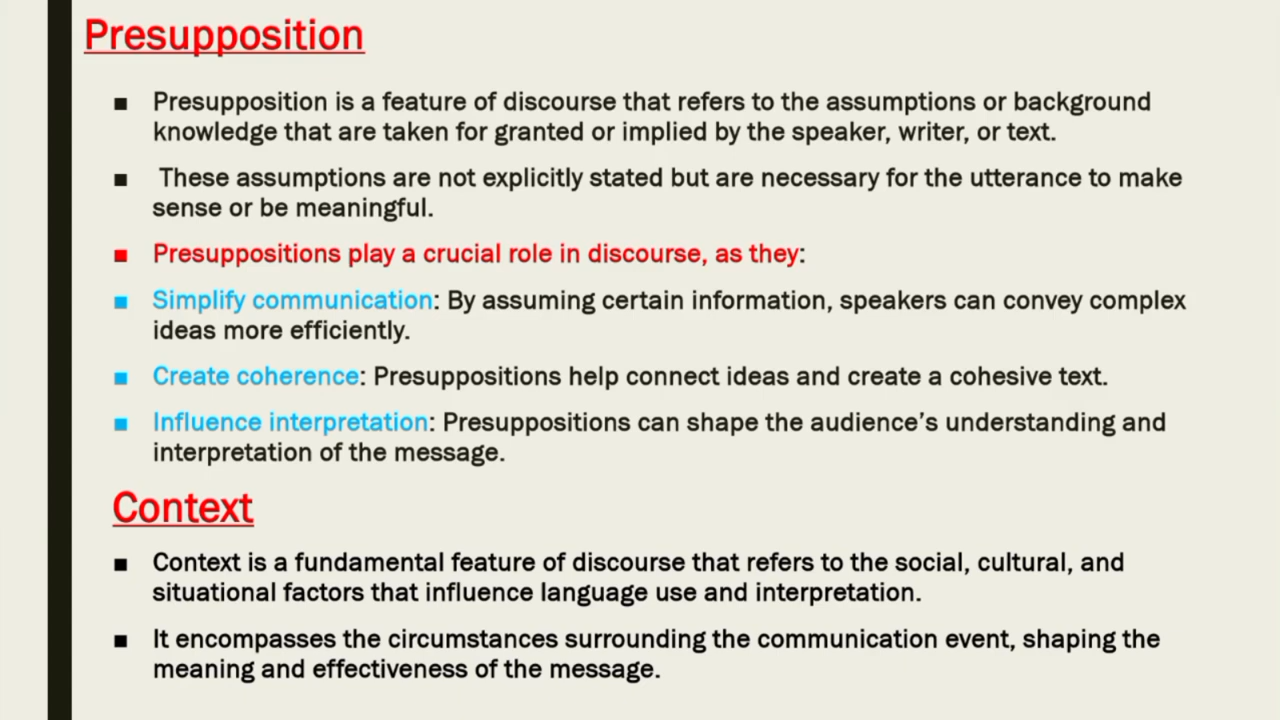 Presupposition
▪ Presupposition is a feature of discourse that refers to the assumptions or background
knowledge that are taken for granted or implied by the speaker, writer, or text.
▪ These assumptions are not explicitly stated but are necessary for the utterance to make
sense or be meaningful.
▪ Presuppositions play a crucial role in discourse, as they:
▪ Simplify communication: By assuming certain information, speakers can convey complex
ideas more efficiently.
▪ Create coherence: Presuppositions help connect ideas and create a cohesive text.
▪ Influence interpretation: Presuppositions can shape the audience’s understanding and
interpretation of the message.
Context
▪ Context is a fundamental feature of discourse that refers to the social, cultural, and
situational factors that influence language use and interpretation.
▪ It encompasses the circumstances surrounding the communication event, shaping the
meaning and effectiveness of the message.